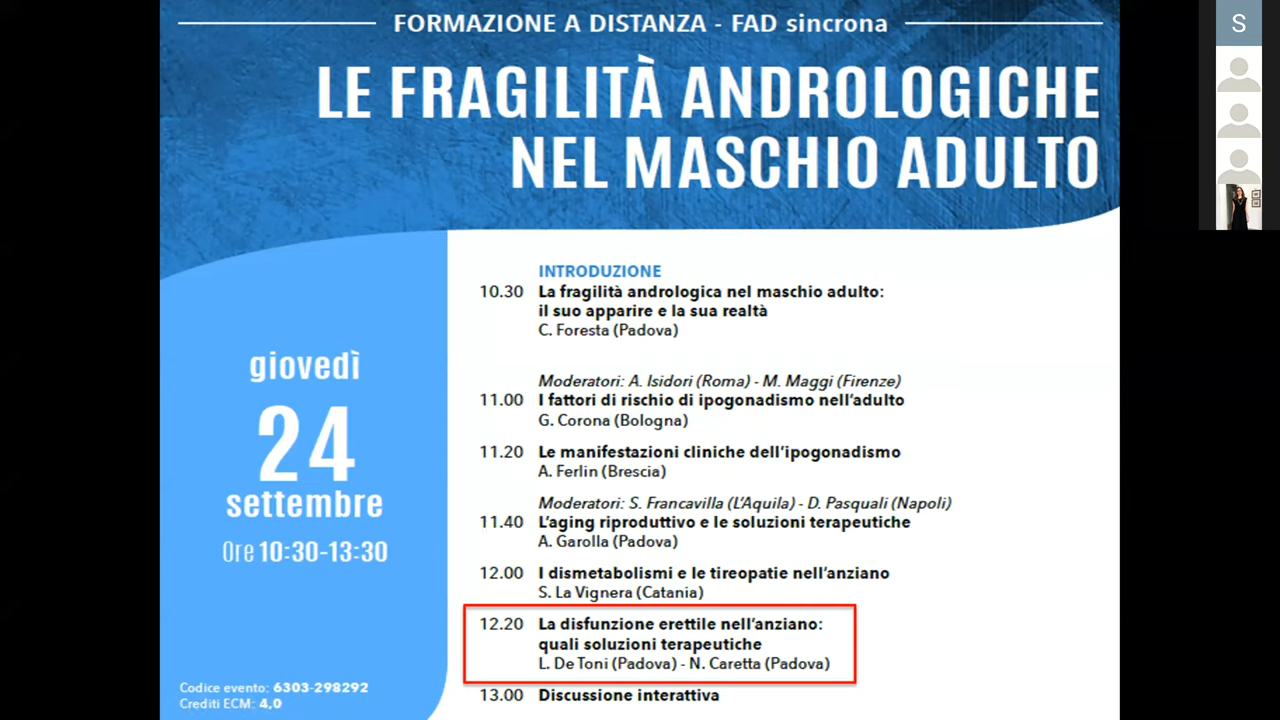 FORMAZIONE A DISTANZA - FAD sincrona
LE FRAGILITÀ ANDROLOGICHE
NEL MASCHIO ADULTO
S
giovedì
24
settembre
Ore 10:30-13:30
Codice evento: 6303-298292
Crediti ECM: 4,0
INTRODUZIONE
10.30 La fragilità andrologica nel maschio adulto:
il suo apparire e la sua realtà
C. Foresta (Padova)
Moderatori: A. Isidori (Roma) - M. Maggi (Firenze)
11.00 I fattori di rischio di ipogonadismo nell'adulto
G. Corona (Bologna)
11.20 Le manifestazioni cliniche dell'ipogonadismo
A. Ferlin (Brescia)
Moderatori: S. Francavilla (L'Aquila) - D. Pasquali (Napoli)
11.40 L'aging riproduttivo e le soluzioni terapeutiche
A. Garolla (Padova)
12.00 I dismetabolismi e le tireopatie nell'anziano
S. La Vignera (Catania)
12.20 La disfunzione erettile nell'anziano:
quali soluzioni terapeutiche
L. De Toni (Padova) - N. Caretta (Padova)
13.00 Discussione interattiva